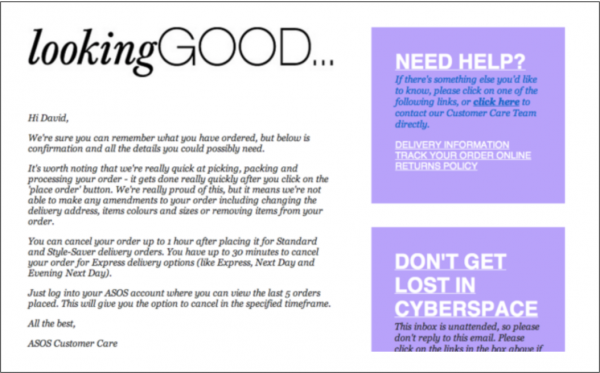 lookingGOOD...
Hi David,
We're sure you can remember what you have ordered, but below is
confirmation and all the details you could possibly need.
It's worth noting that we're really quick at picking, packing and
processing your order - it gets done really quickly after you click on the
'place order' button. We're really proud of this, but it means we're not
able to make any amendments to your order including changing the
delivery address, items colours and sizes or removing items from your
order.
You can cancel your order up to 1 hour after placing it for Standard
and Style-Saver delivery orders. You have up to 30 minutes to cancel
your order for Express delivery options (like Express, Next Day and
Evening Next Day).
Just log into your ASOS account where you can view the last 5 orders
placed. This will give you the option to cancel in the specified timeframe.
All the best,
ASOS Customer Care
NEED HELP?
If there's something else you'd like
to know, please click on one of the
following links, or click here to
contact our Customer Care Team
directly.
DELIVERY INFORMATION
TRACK YOUR ORDER ONLINE
RETURNS POLICY
DON'T GET
LOST IN
CYBERSPACE
This inbox is unattended, so please
don't reply to this email. Please
click on the links in the box above if